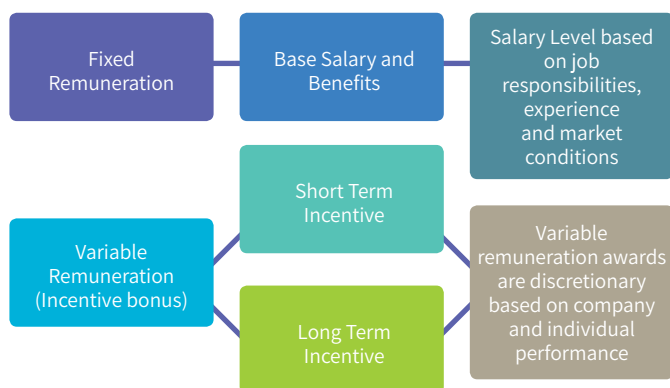 Fixed
Remuneration
Base Salary and
Benefits
Salary Level based
on job
responsibilities,
experience
and market
conditions
Short Term
Incentive
Variable
Remuneration
(Incentive bonus)
Variable
remuneration awards
are discretionary
based on company
and individual
performance
Long Term
Incentive